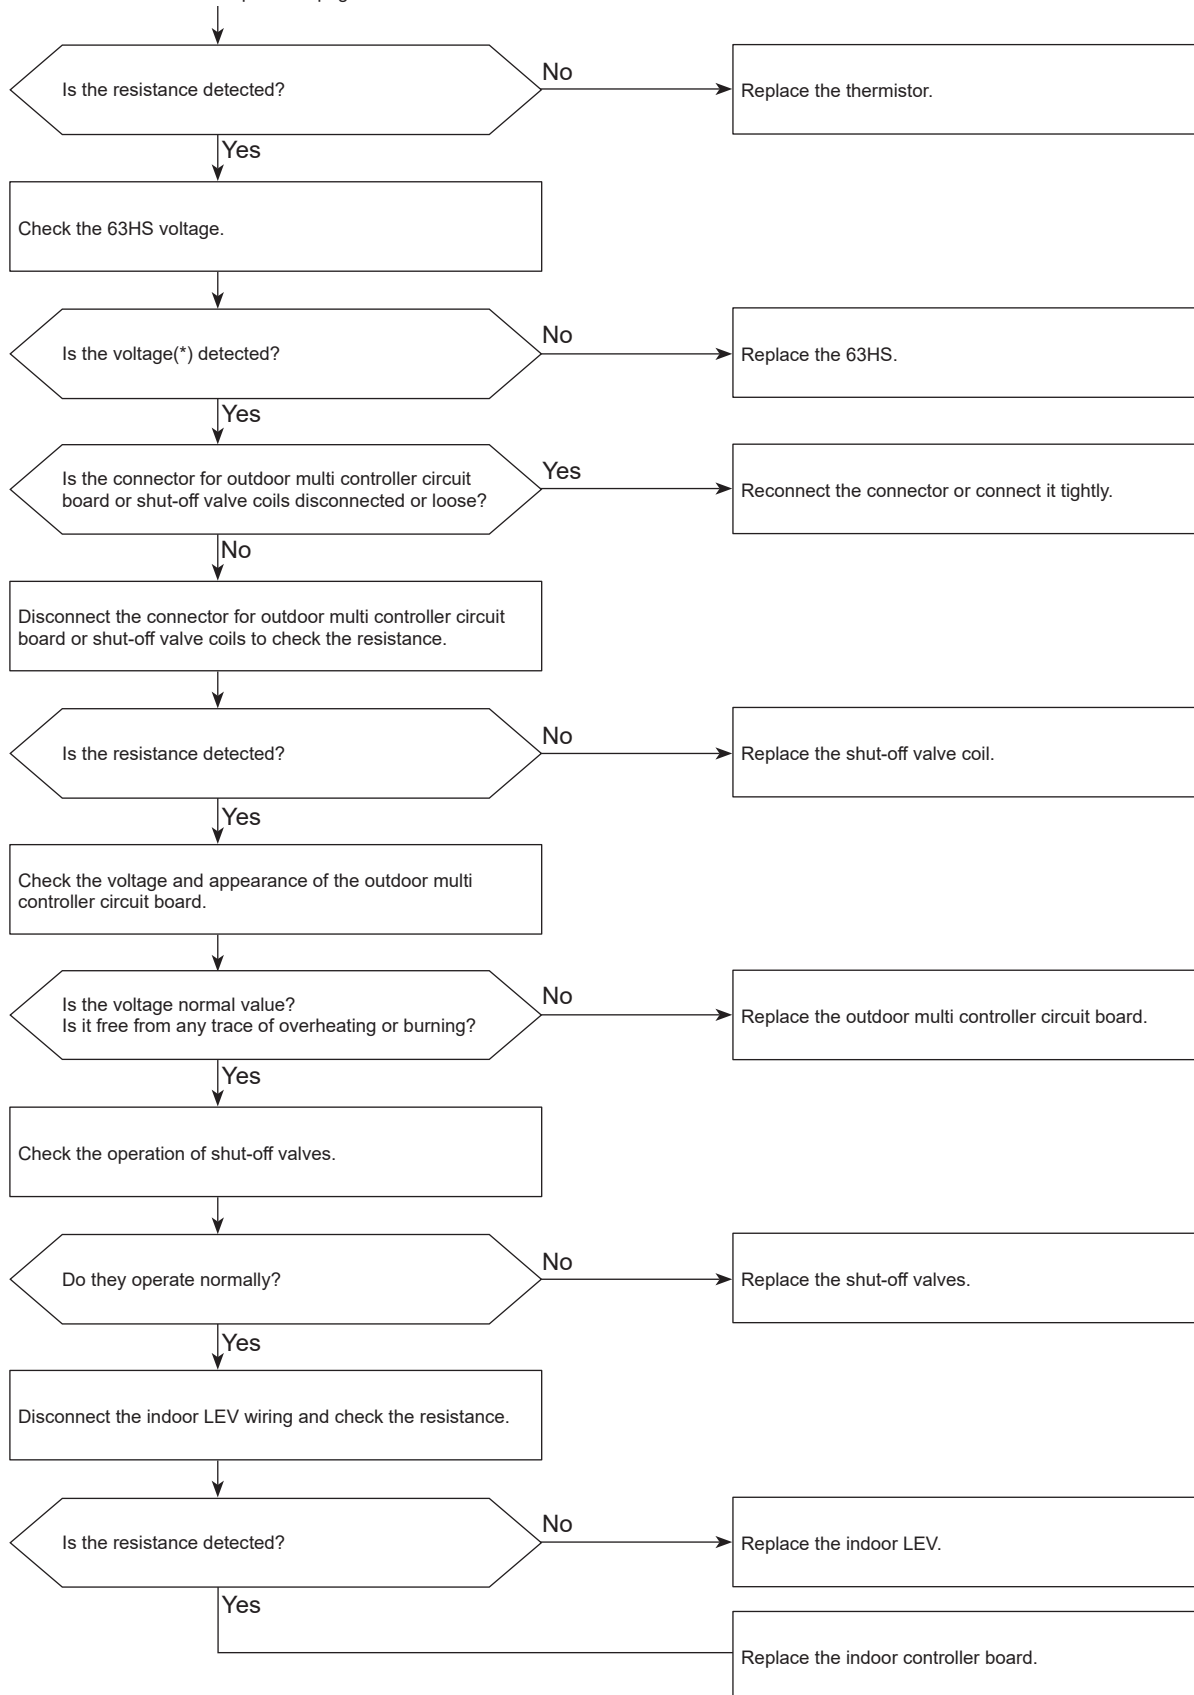 Is the resistance detected?
No
Replace the thermistor.
Yes
Check the 63HS voltage.
Is the voltage(*) detected?
No
Replace the 63HS.
Yes
Is the connector for outdoor multi controller circuit
board or shut-off valve coils disconnected or loose?
Yes
Reconnect the connector or connect it tightly.
No
Disconnect the connector for outdoor multi controller circuit
board or shut-off valve coils to check the resistance.
Is the resistance detected?
No
Replace the shut-off valve coil.
Yes
Check the voltage and appearance of the outdoor multi
controller circuit board.
Is the voltage normal value?
Is it free from any trace of overheating or burning?
No
Replace the outdoor multi controller circuit board.
Yes
Check the operation of shut-off valves.
Do they operate normally?
No
Replace the shut-off valves.
Yes
Disconnect the indoor LEV wiring and check the resistance.
Is the resistance detected?
No
Replace the indoor LEV.
Yes
Replace the indoor controller board.